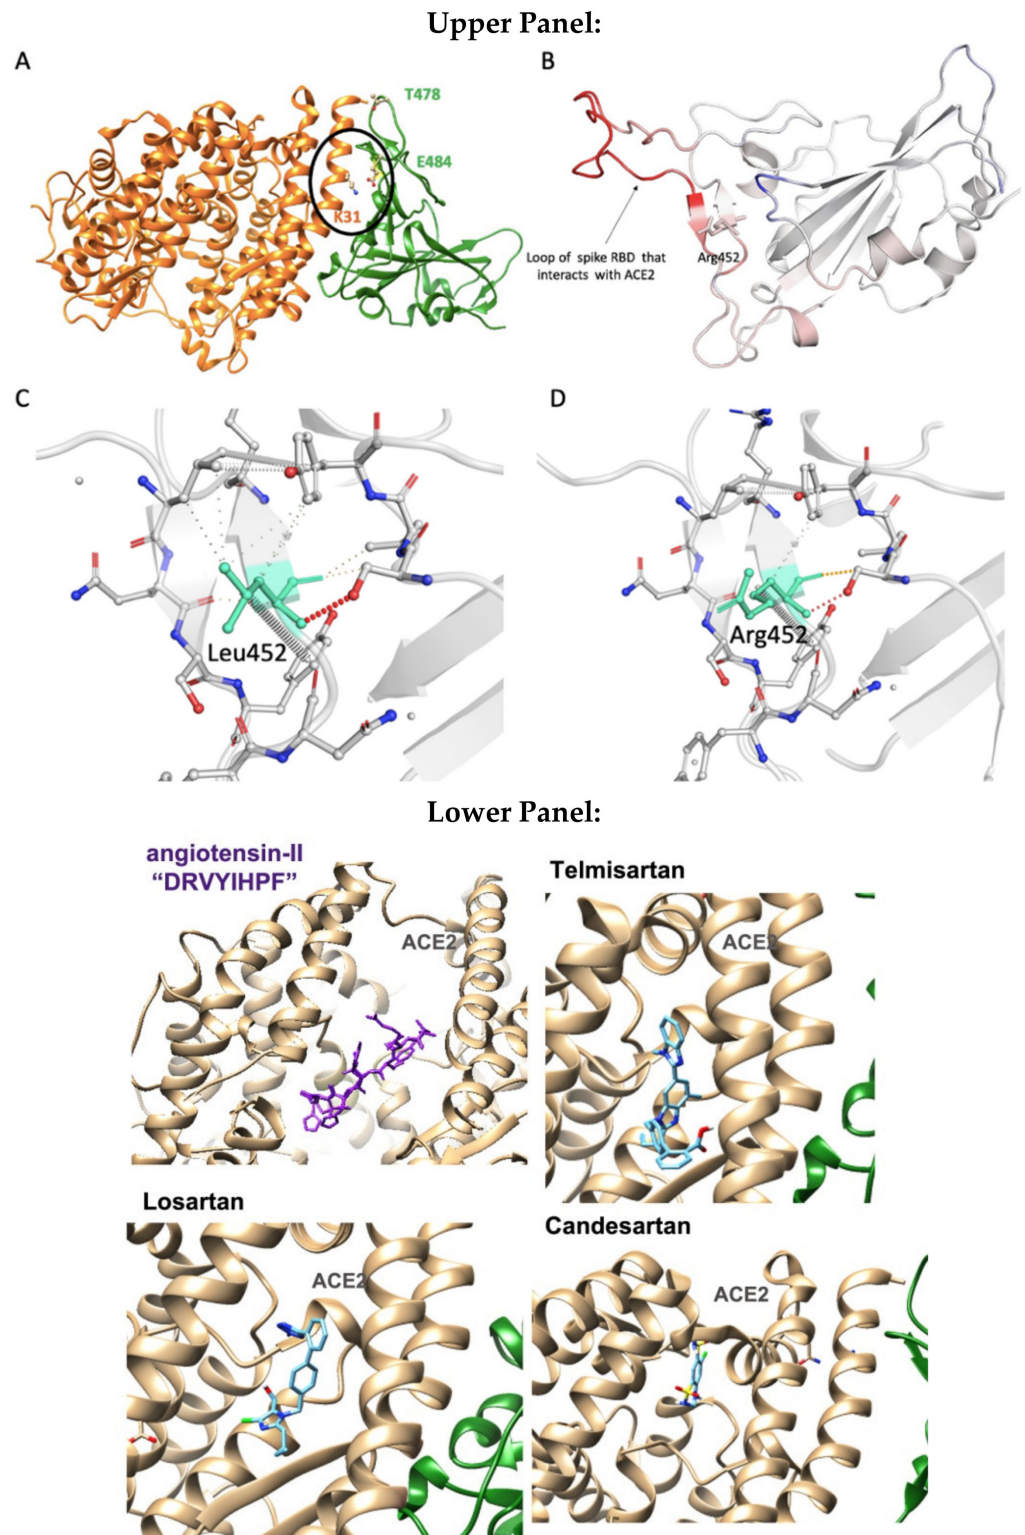 Upper Panel:
A
B
T478
E484
K31
Loop of spike RBD that
interacts with ACE2
Arg452
C
D
Leu452
Arg452
Lower Panel:
angiotensin-II
“DRVYIHPF”
ACE2
Telmisartan
ACE2
Losartan
ACE2
Candesartan
ACE2